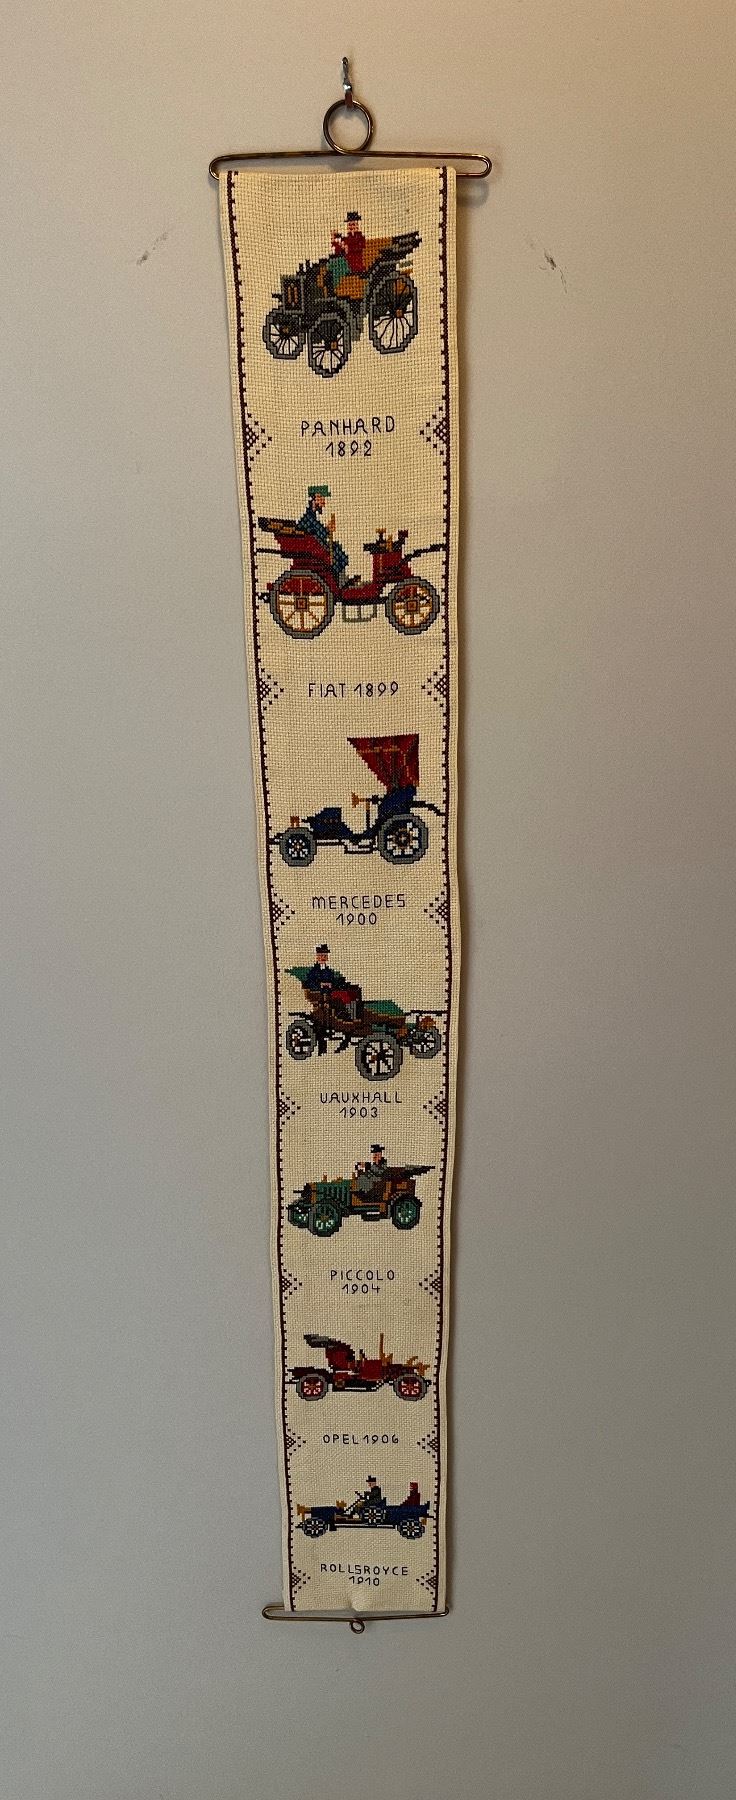 PANHARD
1892
FIAT 1899
MERCEDES
1900
VAUXHALL
1903
PICCOLO
1904
OPEL 1906
ROLLSROYCE
1910